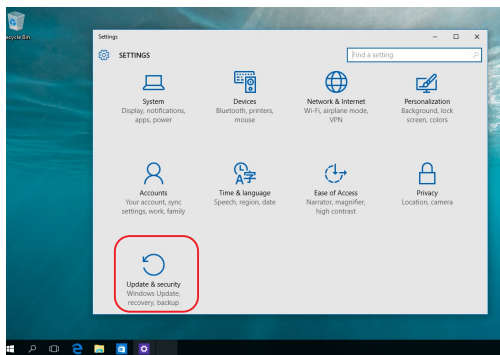 Recycle Bin
Settings
SETTINGS
Find a setting
System
Display, notifications,
apps, power
Devices
Bluetooth, printers,
mouse
Network & Internet
Wi-Fi, airplane mode,
VPN
Personalization
Background, lock
screen, colors
Accounts
Your account, sync
settings, work, family
Time & language
Speech, region, date
Ease of Access
Narrator, magnifier,
high contrast
Privacy
Location, camera
Update & security
Windows Update,
recovery, backup